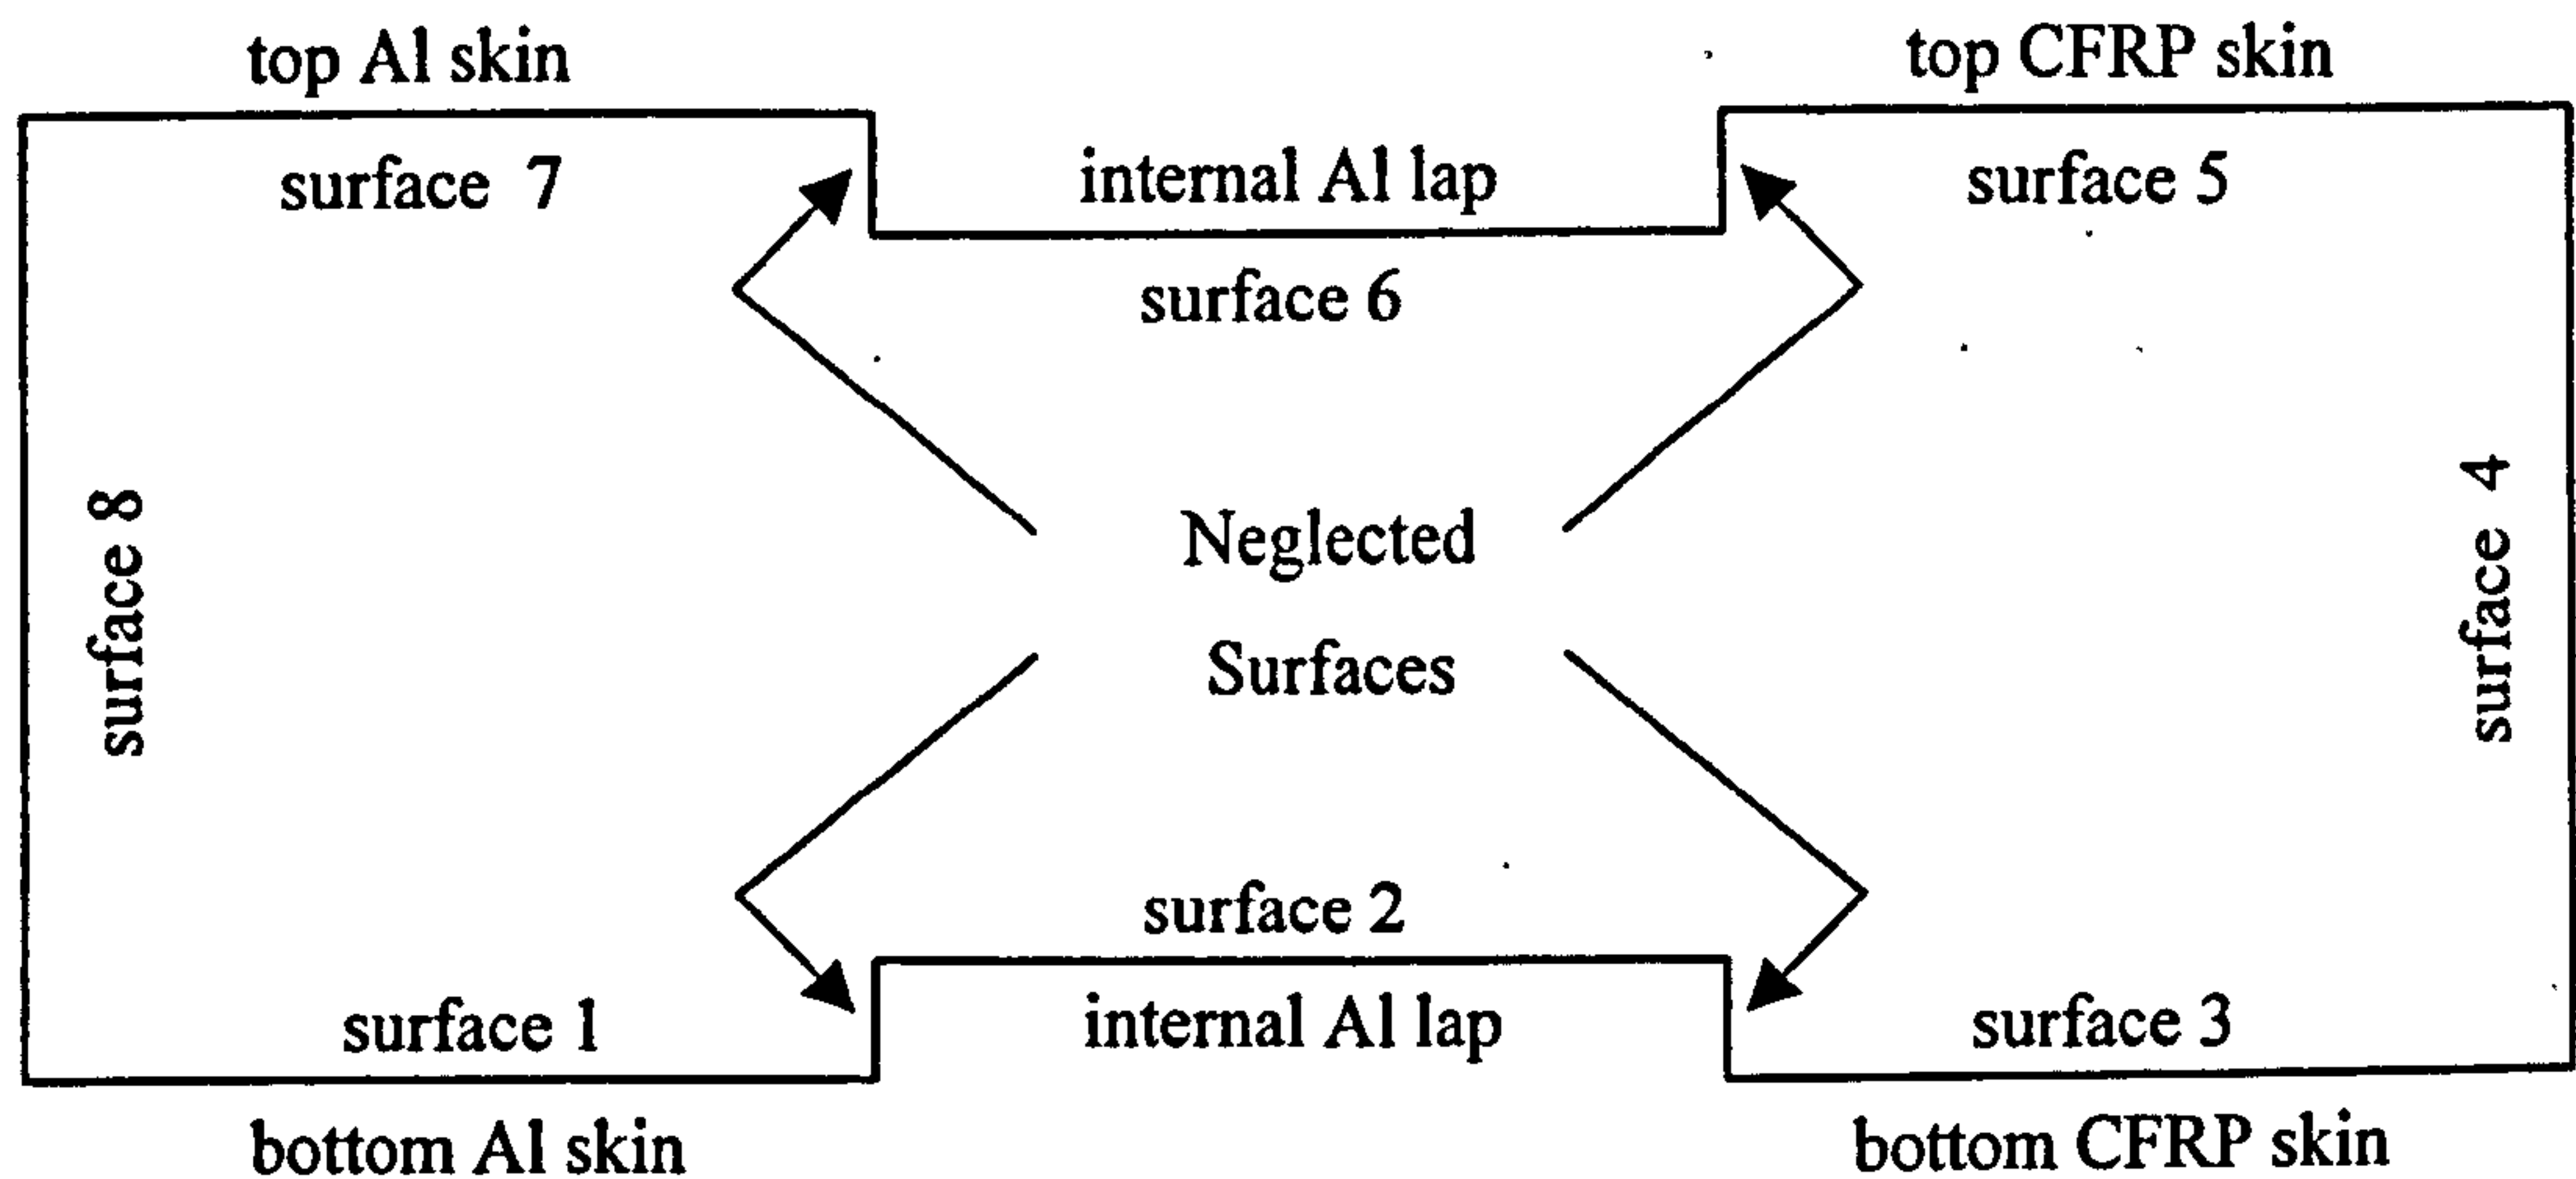 top Al skin
top CFRP skin
surface 7
internal Al lap
surface 5
surface 6
surface 8
Neglected
Surfaces
surface 4
surface 2
surface 1
internal Al lap
surface 3
bottom Al skin
bottom CFRP skin